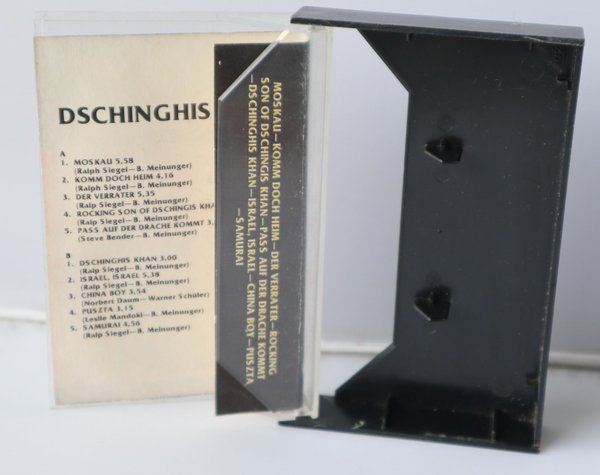 DSCHINGHIS
A
1. MOSKAU 5,58
(Ralph Siegel—B. Meinunger)
2. KOMM DOCH HEIM 4,16
(Ralp Siegel—B. Meinunger)
3. DER VERRATER 5,35
(Ralp Siegel—B. Meinunger)
4. ROCKING SON OF DSCHINGIS
(Ralp Siegel—B. Meinunger)
5. PASS AUF DER DRACHE KOMMT 3,
(Steve Bender—B. Meinunger)
B
1. DSCHINGIS KHAN 3,00
(Ralp Siegel—B. Meinunger)
2. ISRAEL, ISRAEL 5,38
(Ralp Siegel—B. Meinunger)
3. CHINA BOY 3,54
(Norbert Daum—Warner Schüler)
4. PUSZTA 3,15
(Leslie Mandoki—B. Meinunger)
5. SAMURAI 4,56
(Ralp Siegel—B. Meinunger)
MOSKAU—KOMM DOCH HEIM—DER VERRATER—ROCKING
SON OF DSCHINGIS KHAN—PASS AUF DER DRACHE KOMMT
—DSCHINGHIS KHAN—ISRAEL, ISRAEL—CHINA BOY—PUSZTA
—SAMURAI